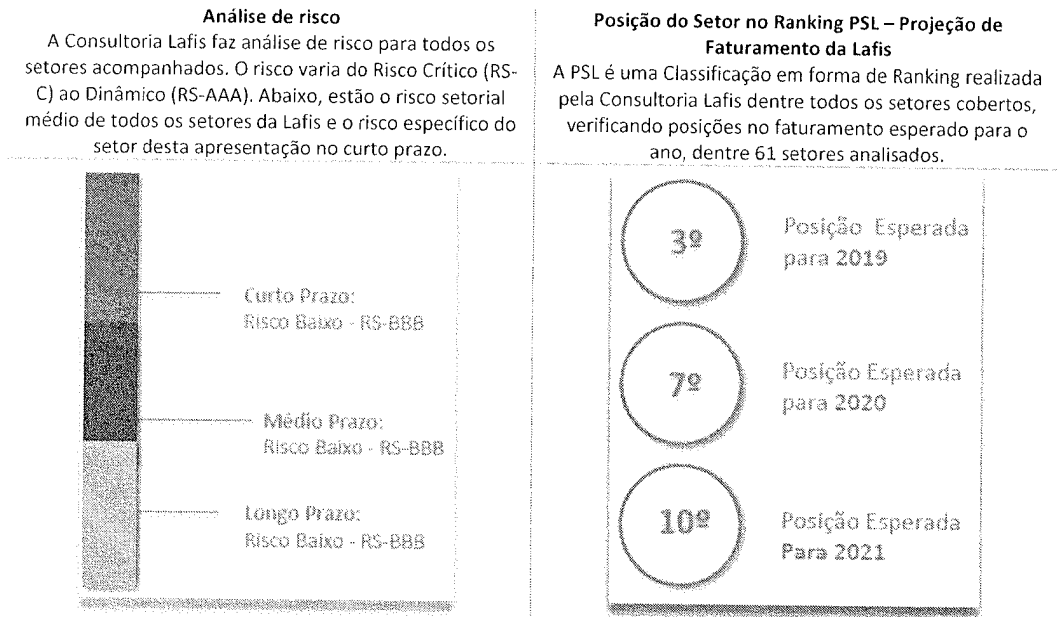 Análise de risco
A Consultoria Lafis faz análise de risco para todos os
setores acompanhados. O risco varia do Risco Crítico (RS-
C) ao Dinâmico (RS-AAA). Abaixo, estão o risco setorial
médio de todos os setores da Lafis e o risco específico do
setor desta apresentação no curto prazo.
Curto Prazo:
Risco Baixo - RS-BBB
Médio Prazo:
Risco Baixo - RS-BBB
Longo Prazo:
Risco Baixo - RS-BBB
Posição do Setor no Ranking PSL – Projeção de
Faturamento da Lafis
A PSL é uma Classificação em forma de Ranking realizada
pela Consultoria Lafis dentre todos os setores cobertos,
verificando posições no faturamento esperado para o
ano, dentre 61 setores analisados.
3º
Posição Esperada
para 2019
7º
Posição Esperada
para 2020
10º
Posição Esperada
Para 2021